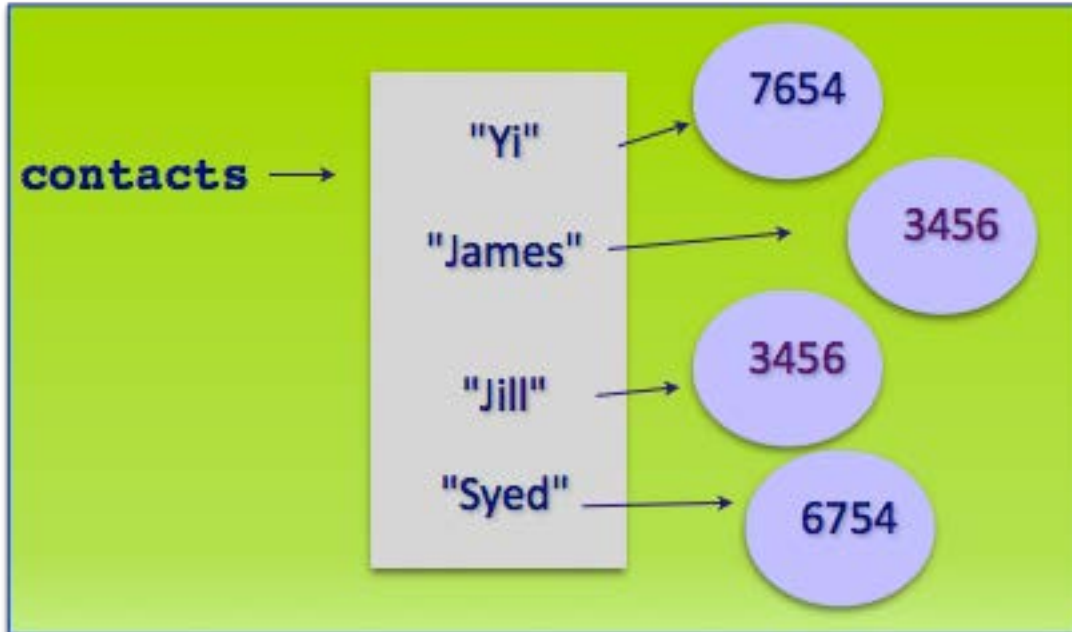 contacts
"Yi"
7654
"James"
3456
"Jill"
3456
"Syed"
6754